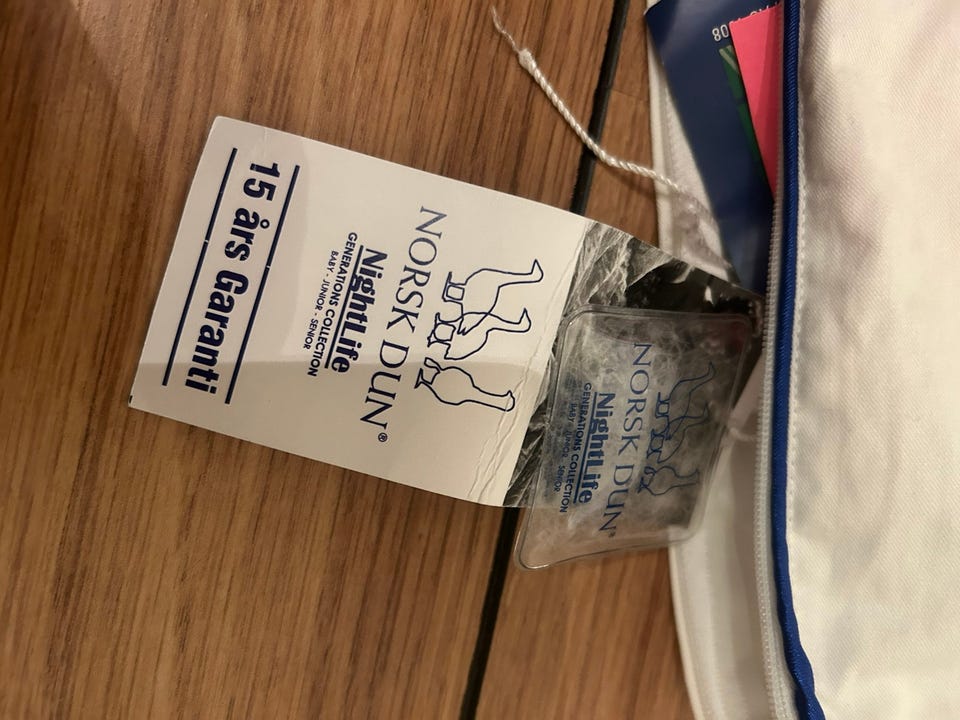 NORSK DUN®
NightLife
GENERATIONS COLLECTION
BABY - JUNIOR - SENIOR
15 års Garanti
NORSK DUN®
NightLife
GENERATIONS COLLECTION
BABY - JUNIOR - SENIOR